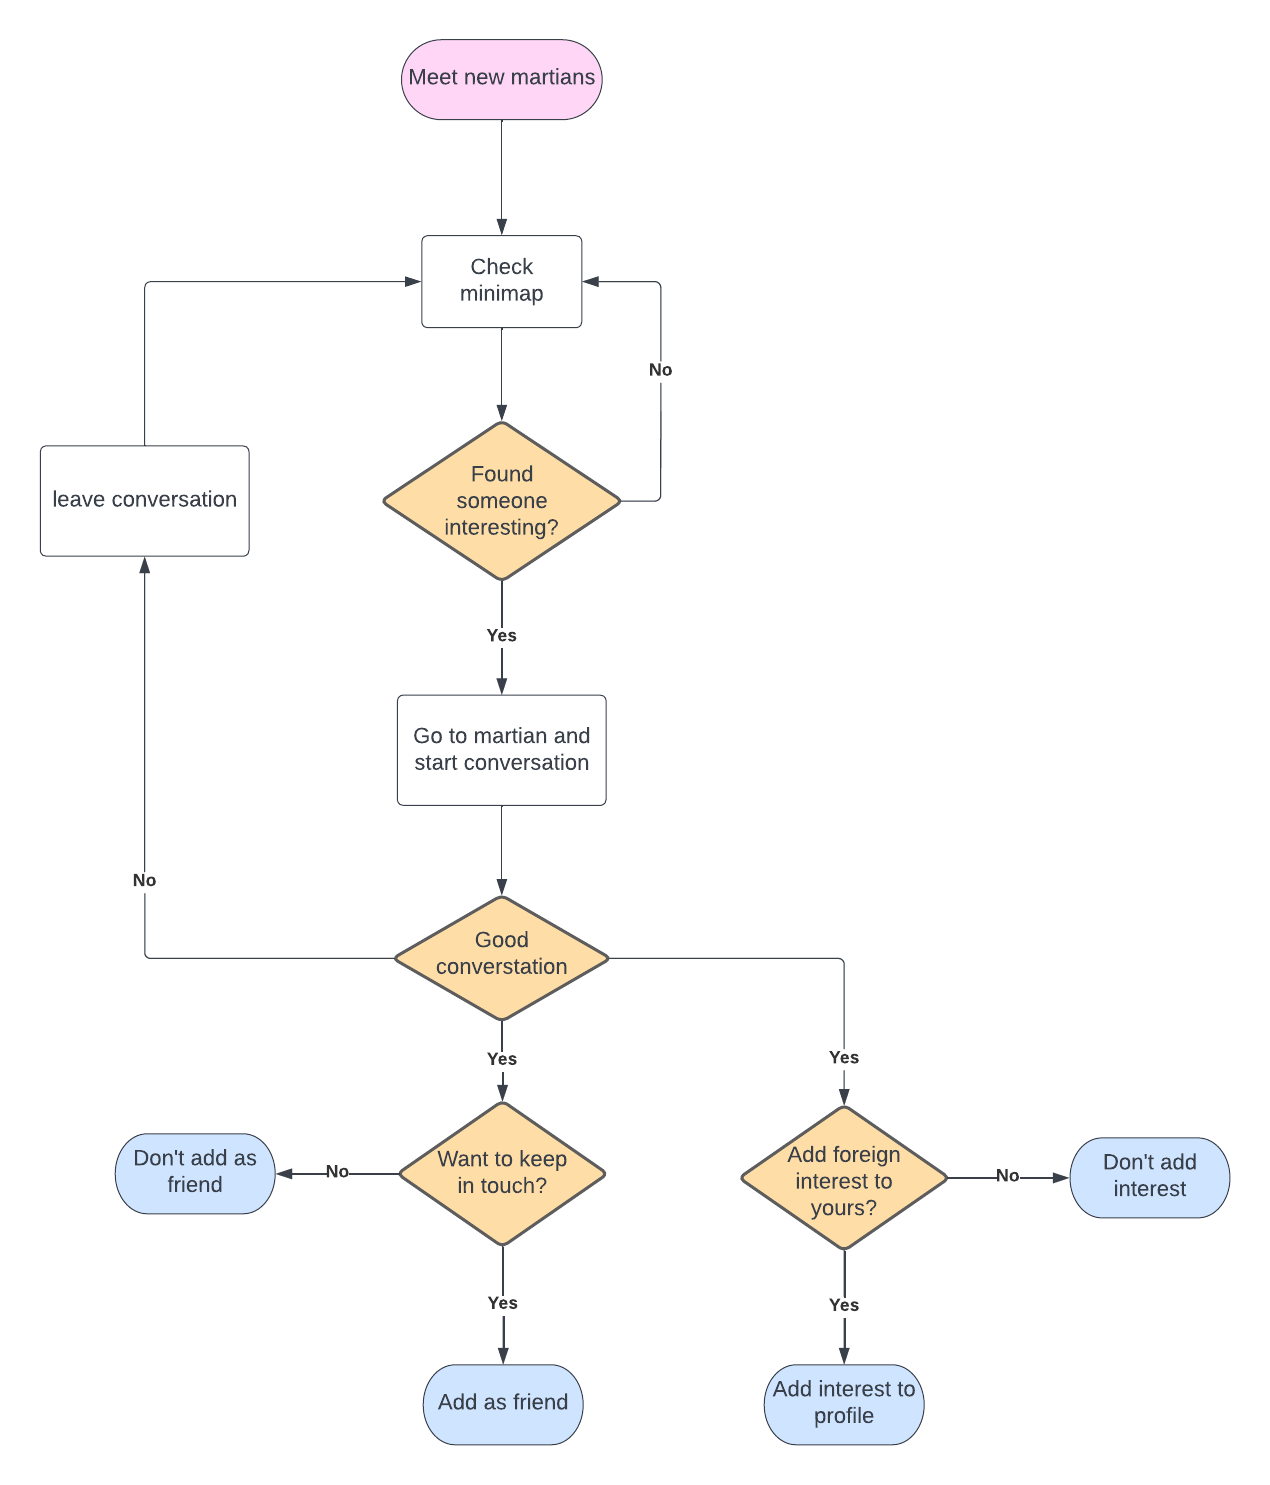 Meet new martians
Check
minimap
No
Found
someone
interesting?
leave conversation
Yes
Go to martian and
start conversation
No
Good
converstation
Yes
Yes
Don't add as
friend
No
Want to keep
in touch?
Add foreign
interest to
yours?
No
Don't add
interest
Yes
Yes
Add as friend
Add interest to
profile